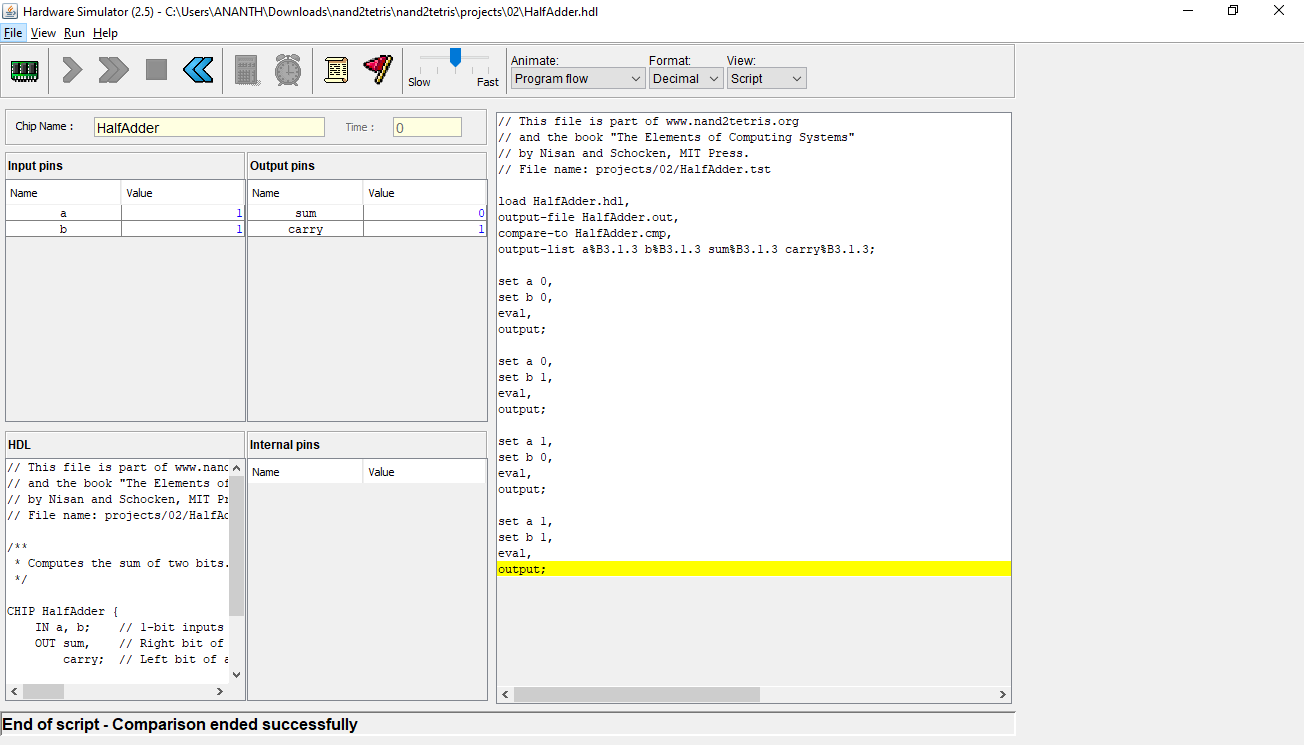 Hardware Simulator (2.5) - C:\Users\ANANTH\Downloads\nand2tetris\nand2tetris\projects\02\HalfAdder.hdl
File View Run Help
Slow Fast
Animate: Format: View:
Program flow Decimal Script
Chip Name : HalfAdder Time : 0
Input pins
Name Value
a 1
b 1
Output pins
Name Value
sum 0
carry 1
HDL
// This file is part of www.nand
// and the book "The Elements of
// by Nisan and Schocken, MIT Pr
// File name: projects/02/HalfAd
/**
* Computes the sum of two bits.
*/
CHIP HalfAdder {
IN a, b; // 1-bit inputs
OUT sum, // Right bit of
carry; // Left bit of a
Internal pins
Name Value
// This file is part of www.nand2tetris.org
// and the book "The Elements of Computing Systems"
// by Nisan and Schocken, MIT Press.
// File name: projects/02/HalfAdder.tst
load HalfAdder.hdl,
output-file HalfAdder.out,
compare-to HalfAdder.cmp,
output-list a%B3.1.3 b%B3.1.3 sum%B3.1.3 carry%B3.1.3;
set a 0,
set b 0,
eval,
output;
set a 0,
set b 1,
eval,
output;
set a 1,
set b 0,
eval,
output;
set a 1,
set b 1,
eval,
output;
End of script - Comparison ended successfully